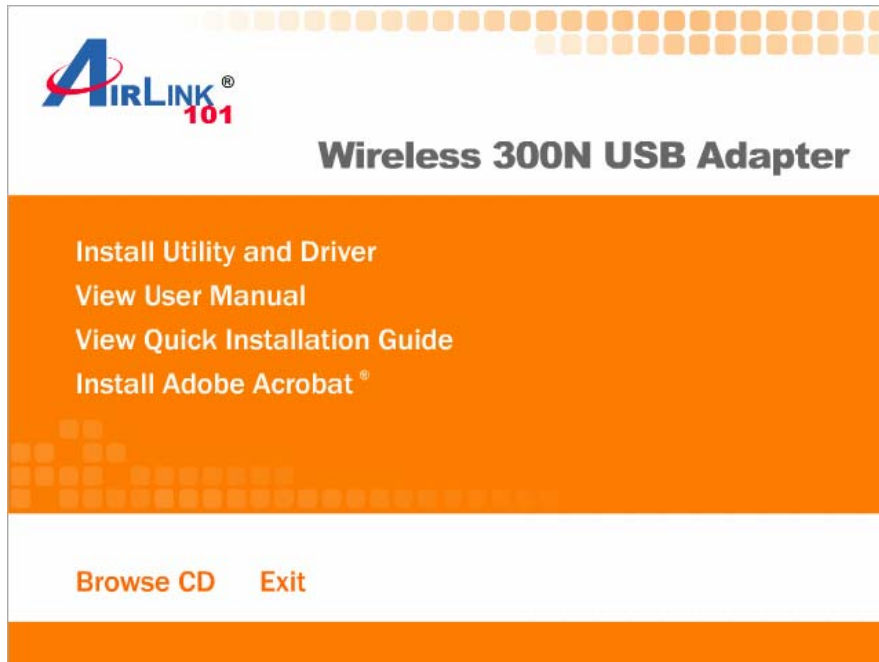 AIRLINK®
101
Wireless 300N USB Adapter
Install Utility and Driver
View User Manual
View Quick Installation Guide
Install Adobe Acrobat ®
Browse CD Exit